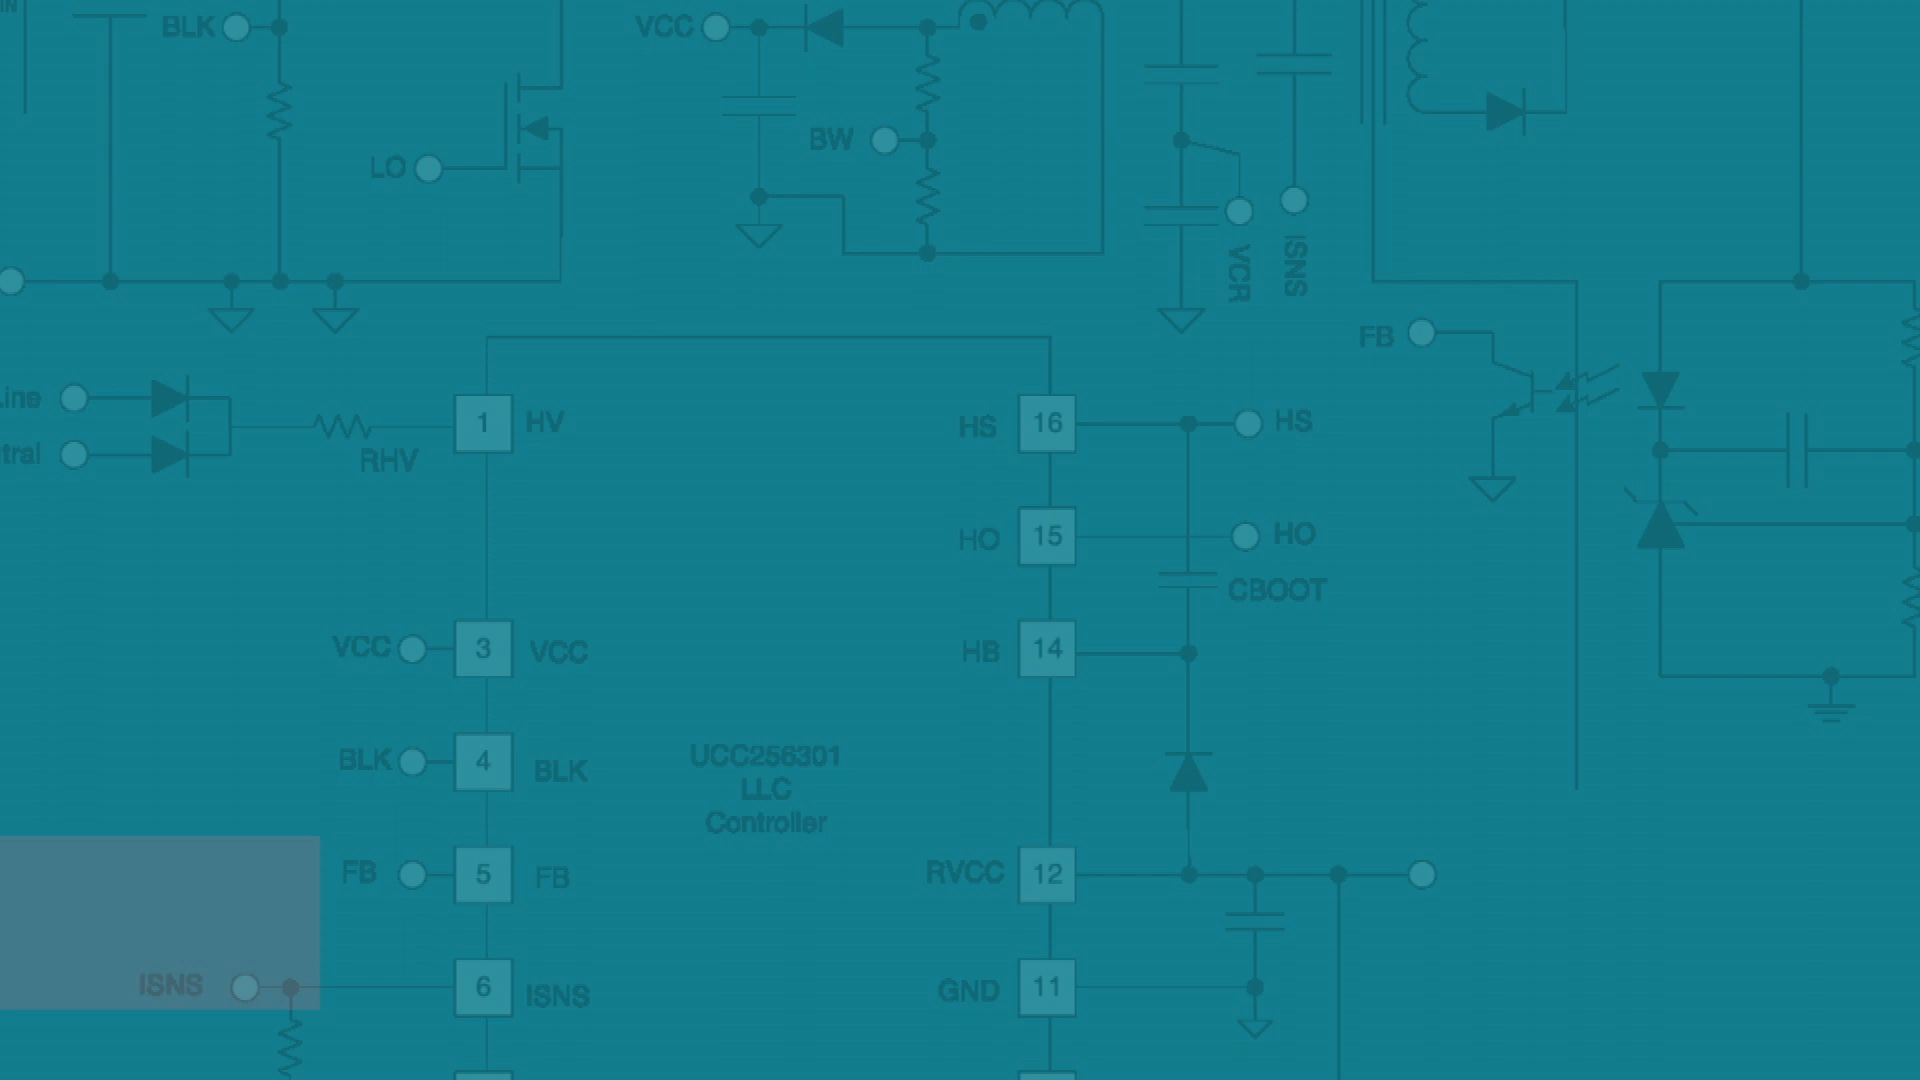 IN
BLK
VCC
LO
BW
VCR
ISNS
FB
Line
tral
RHV
1
HV
HS
16
HS
HO
15
HO
CBOOT
VCC
3
VCC
HB
14
BLK
4
BLK
UCC256301
LLC
Controller
FB
5
FB
RVCC
12
ISNS
6
ISNS
GND
11